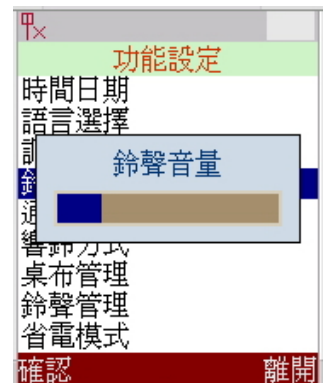 功能設定
時間日期
語言選擇
鈴聲音量
響鈴方式
桌布管理
鈴聲管理
省電模式
確認 離開